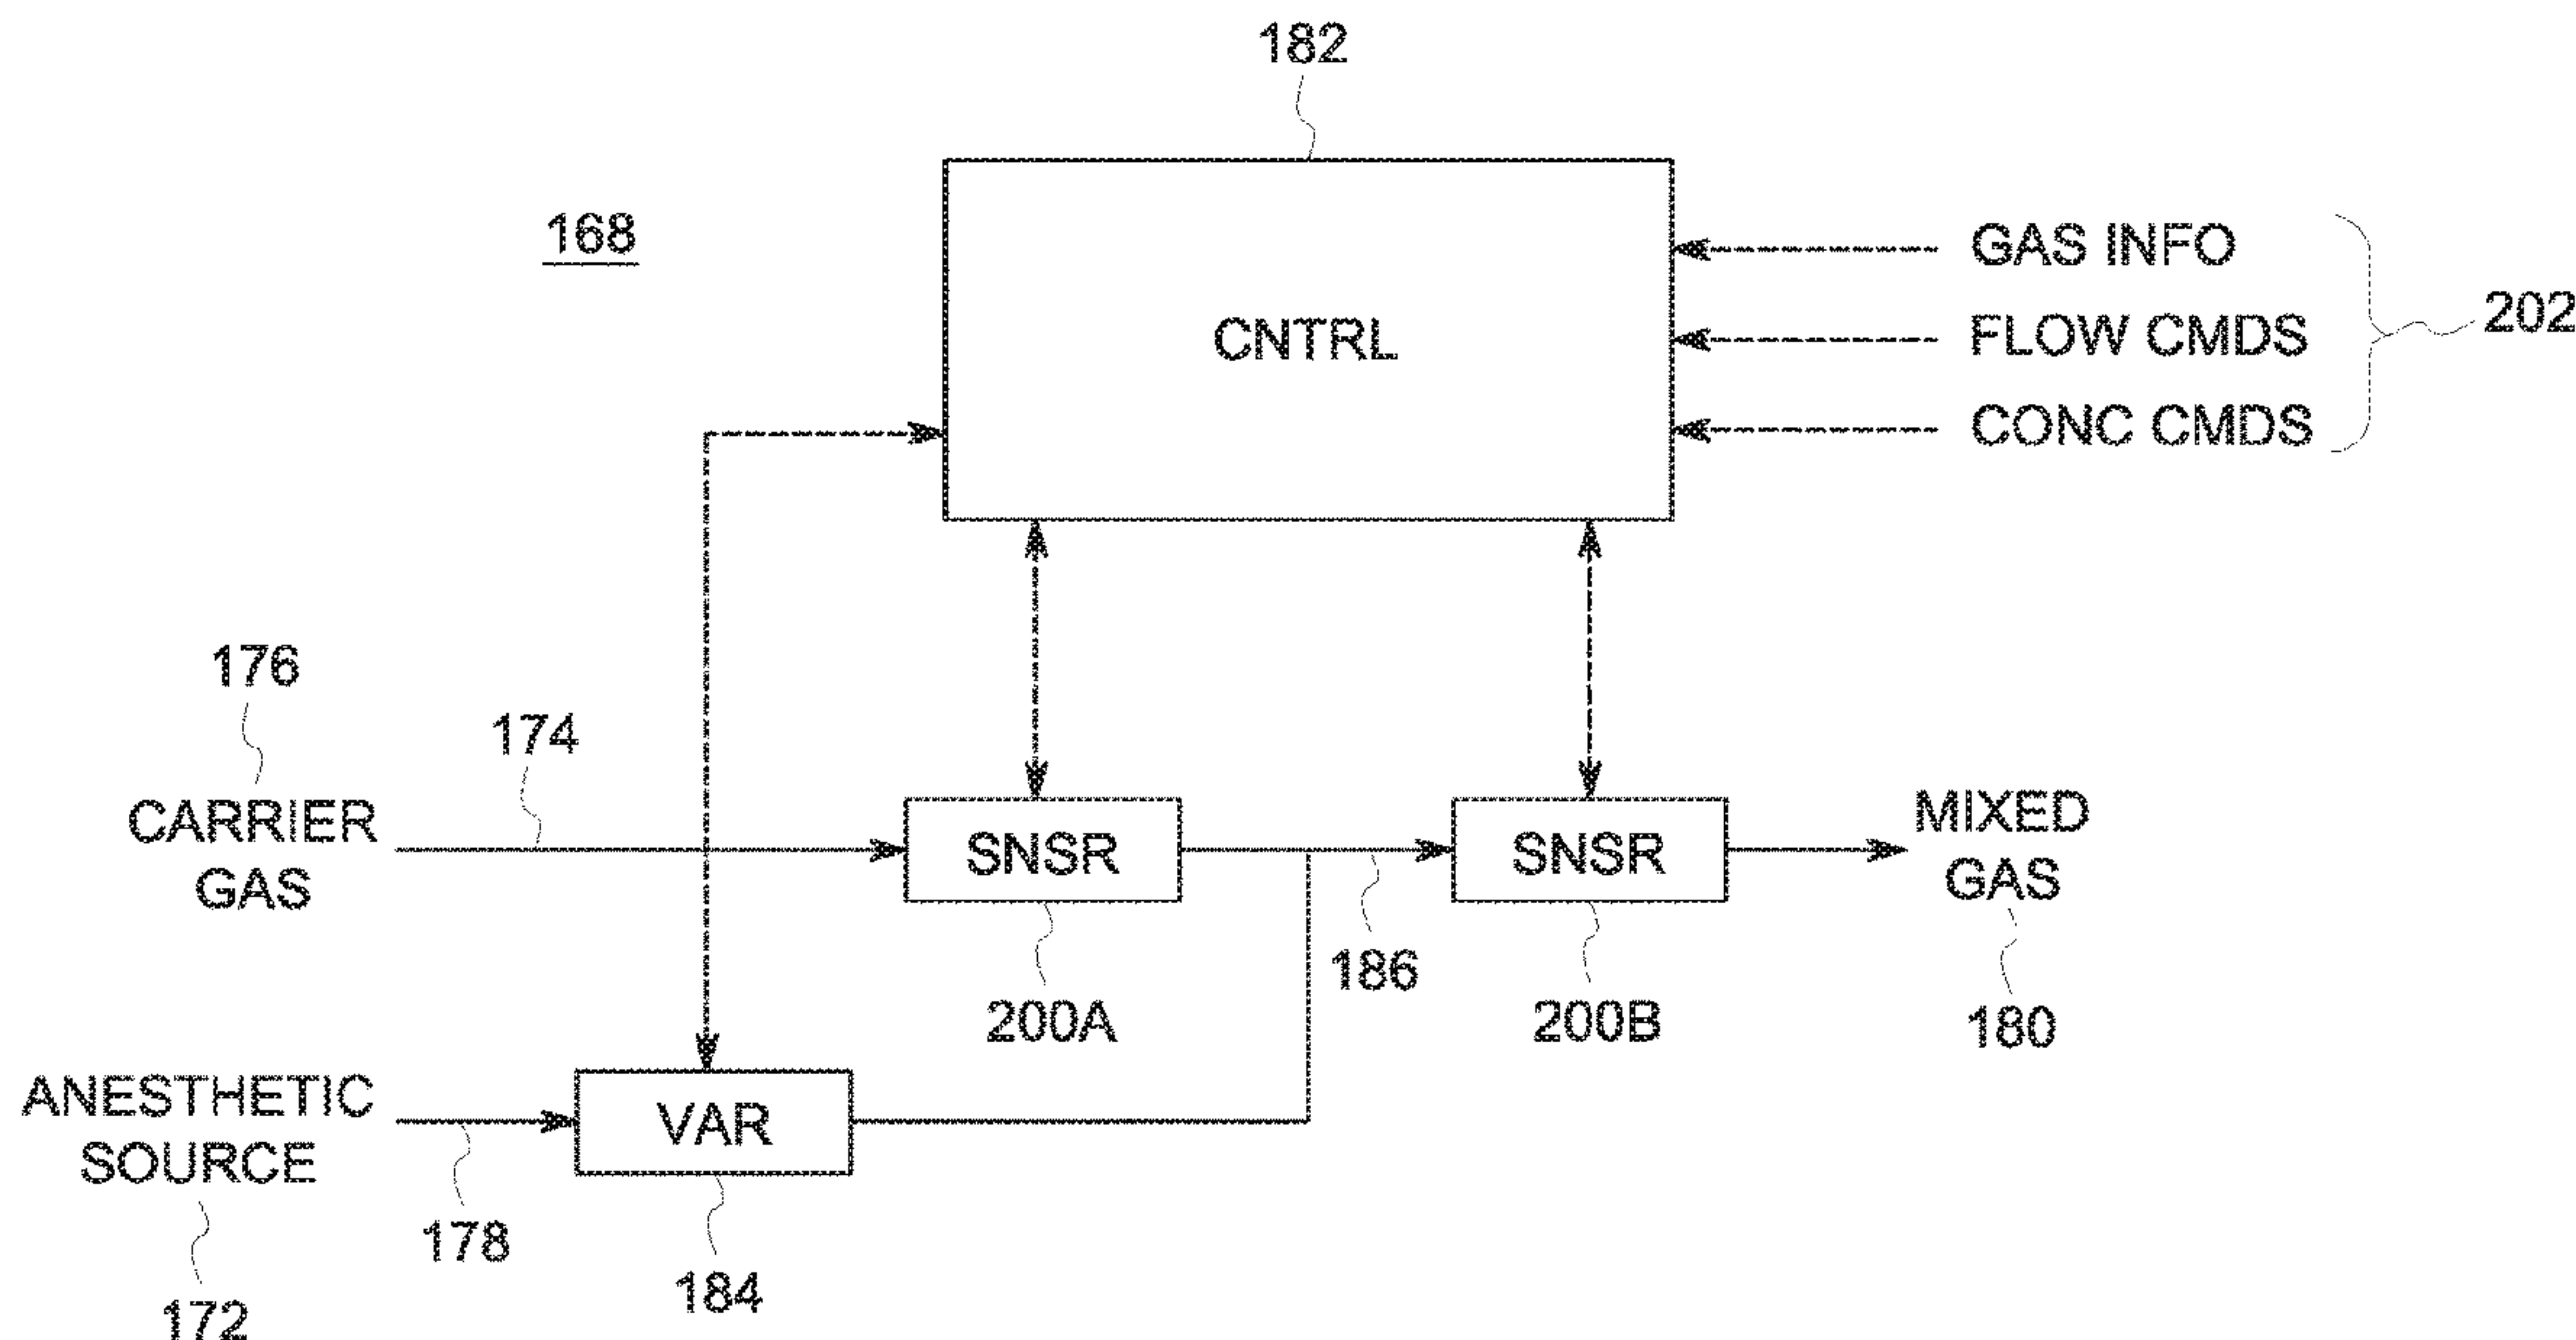 182
168
GAS INFO
CNTRL
FLOW CMDS
202
CONC CMDS
176
174
CARRIER
GAS
SNSR
SNSR
MIXED
GAS
186
200A
200B
180
ANESTHETIC
SOURCE
VAR
178
184
172